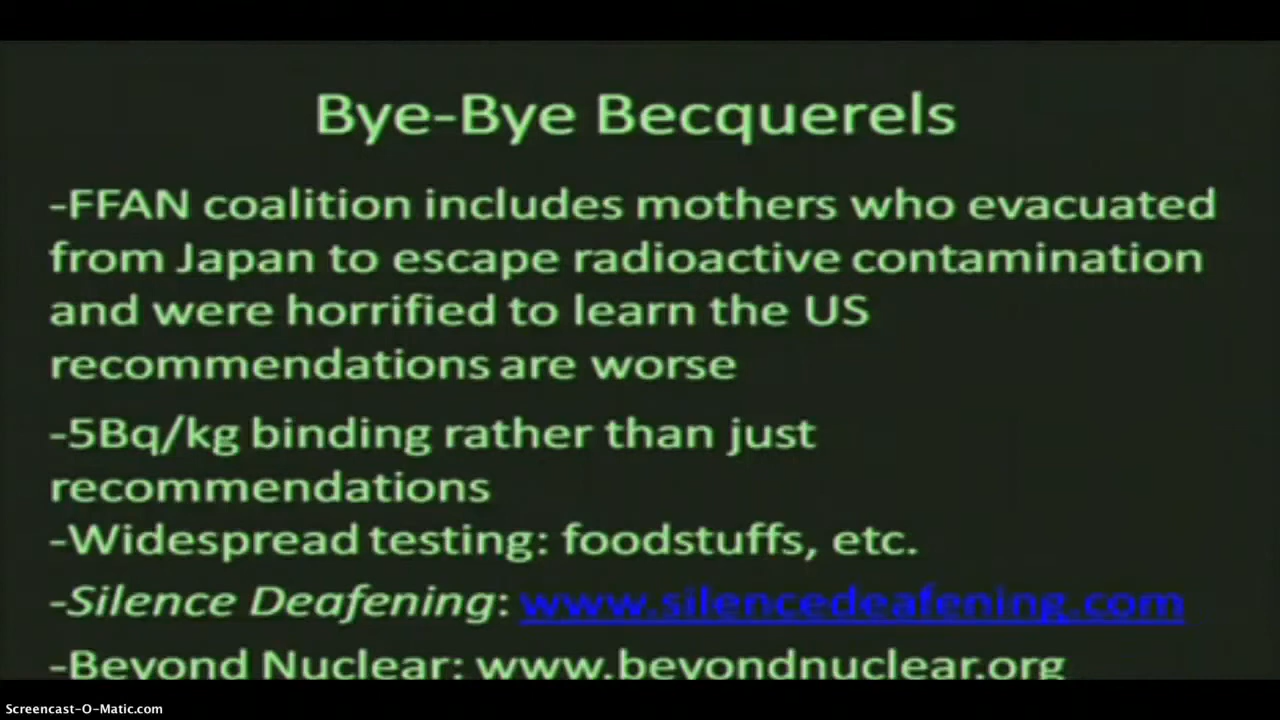 Bye-Bye Becquerels
-FFAN coalition includes mothers who evacuated
from Japan to escape radioactive contamination
and were horrified to learn the US
recommendations are worse
-5Bq/kg binding rather than just
recommendations
-Widespread testing: foodstuffs, etc.
-Silence Deafening: www.silencedeafening.com
-Beyond Nuclear: www.beyondnuclear.org
Screencast-O-Matic.com